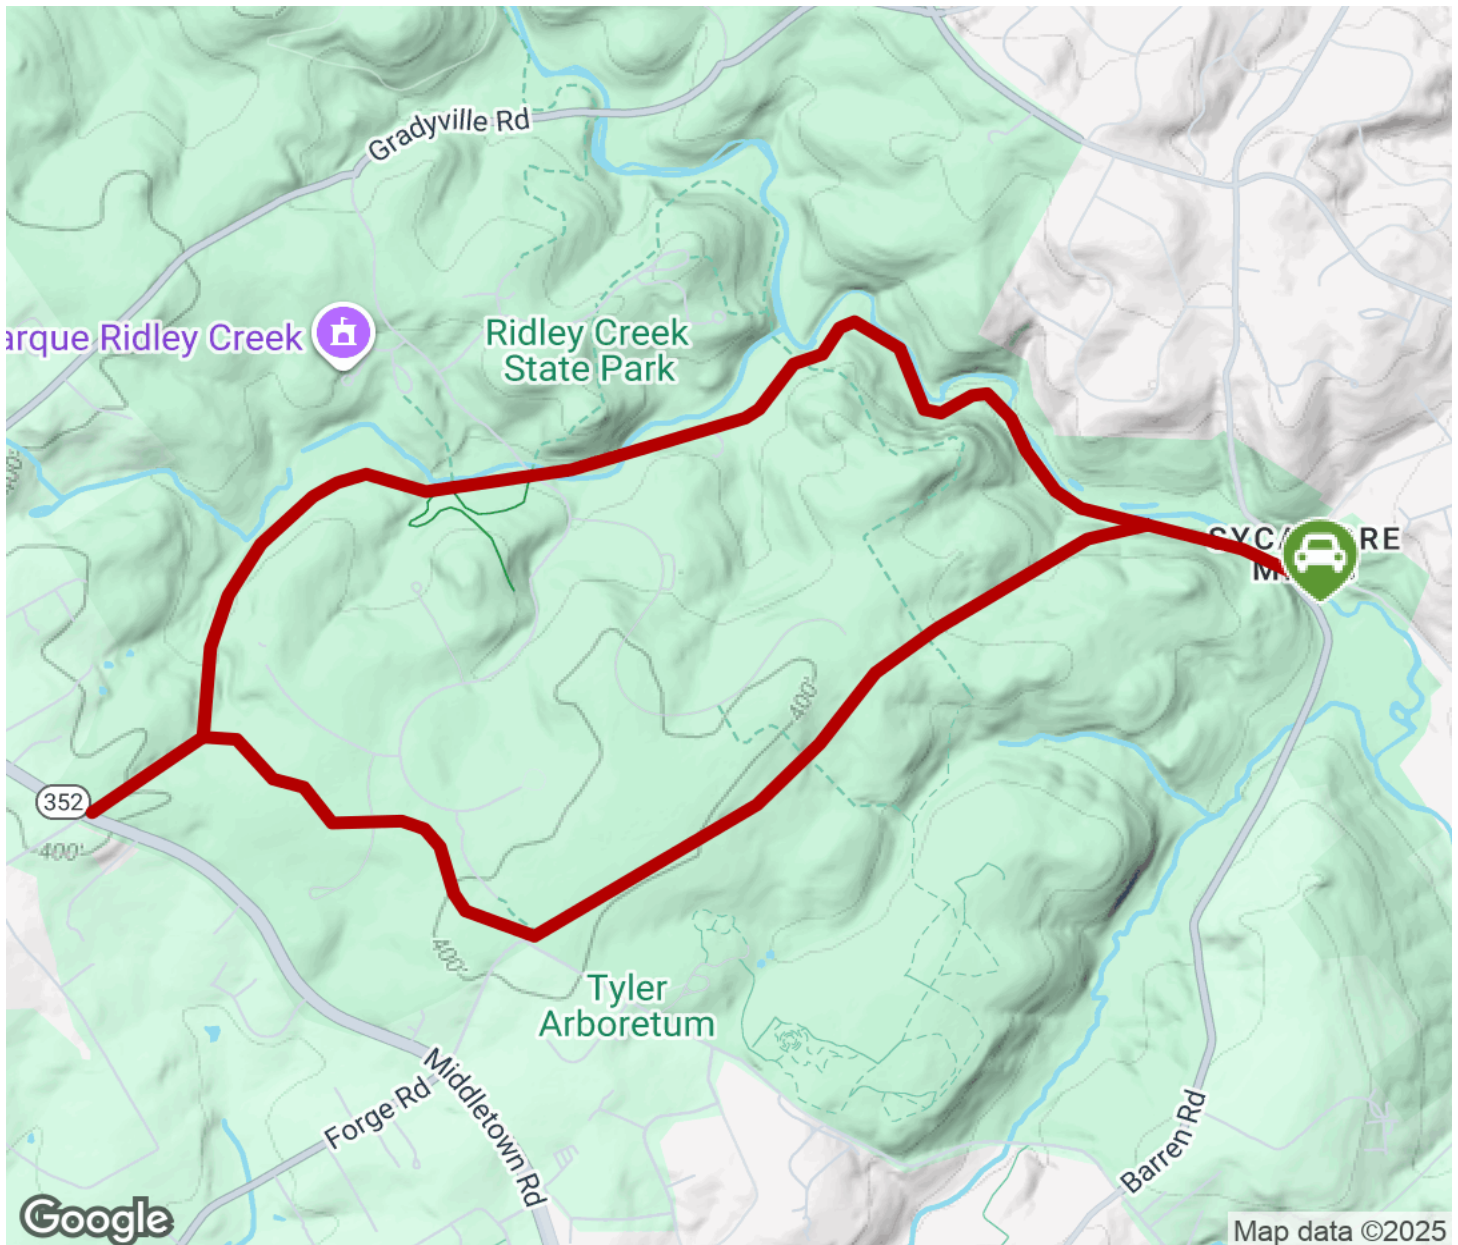 Gradyville Rd
arque Ridley Creek
Ridley Creek
State Park
400'
352
400'
400'
400'
Tyler
Arboretum
Middletown Rd
Forge Rd
Barren Rd
Google
Map data ©2025